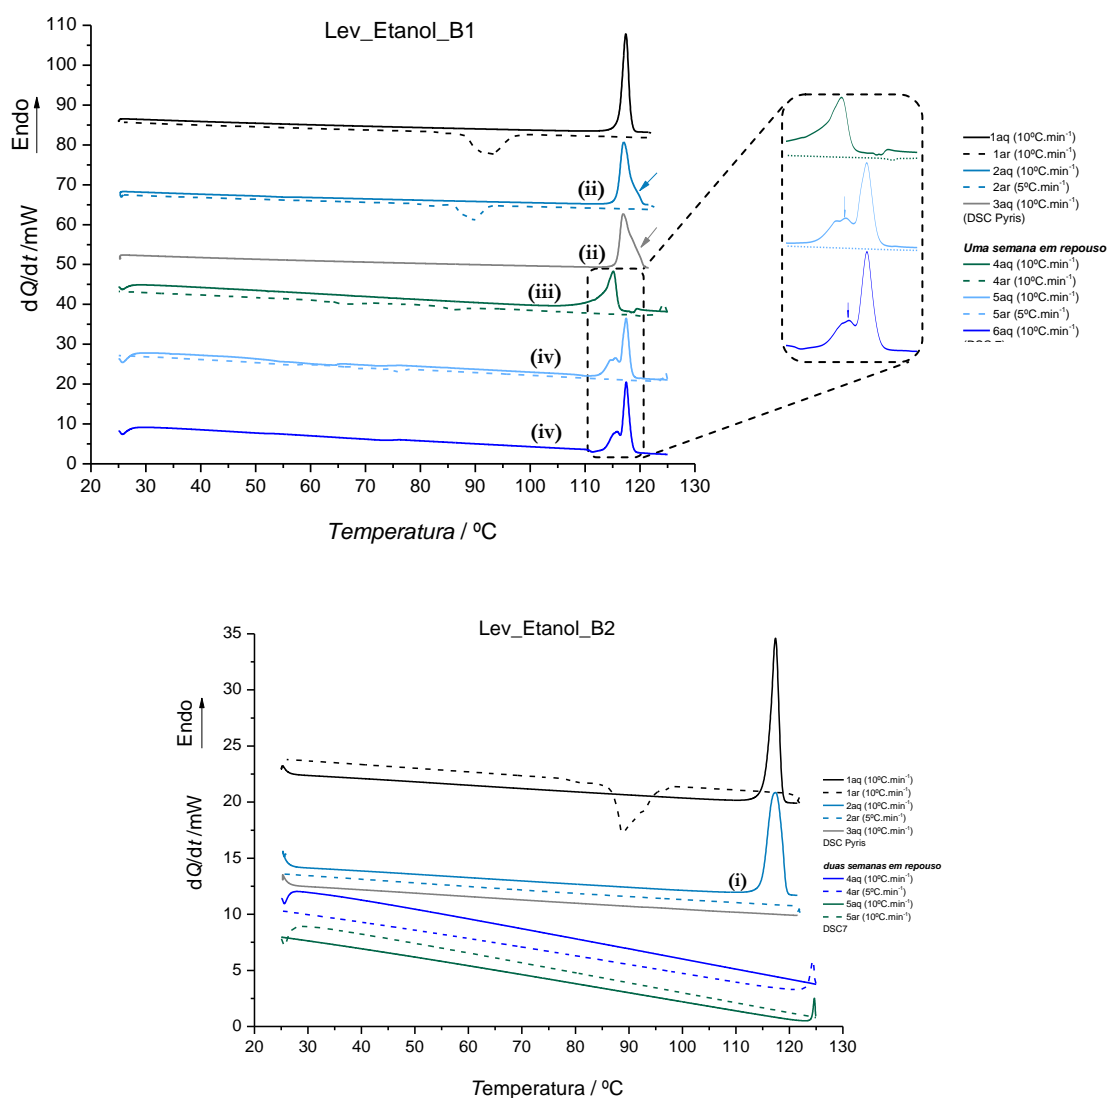 Lev_Etanol_B1
Endo
dQ/dt /mW
110
100
90
80
70
60
50
40
30
20
10
0
(ii)
(ii)
(iii)
(iv)
(iv)
20 30 40 50 60 70 80 90 100 110 120 130
Temperatura / ºC
1aq (10ºC.min⁻¹)
1ar (10ºC.min⁻¹)
2aq (10ºC.min⁻¹)
2ar (5ºC.min⁻¹)
3aq (10ºC.min⁻¹)
(DSC Pyris)
Uma semana em repouso
4aq (10ºC.min⁻¹)
4ar (10ºC.min⁻¹)
5aq (10ºC.min⁻¹)
5ar (5ºC.min⁻¹)
6aq (10ºC.min⁻¹)
Lev_Etanol_B2
Endo
dQ/dt /mW
35
30
25
20
15
10
5
0
(i)
20 30 40 50 60 70 80 90 100 110 120 130
Temperatura / ºC
1aq (10ºC.min⁻¹)
1ar (10ºC.min⁻¹)
2aq (10ºC.min⁻¹)
2ar (5ºC.min⁻¹)
3aq (10ºC.min⁻¹)
DSC Pyris
duas semanas em repouso
4aq (10ºC.min⁻¹)
4ar (5ºC.min⁻¹)
5aq (10ºC.min⁻¹)
5ar (10ºC.min⁻¹)
DSC7